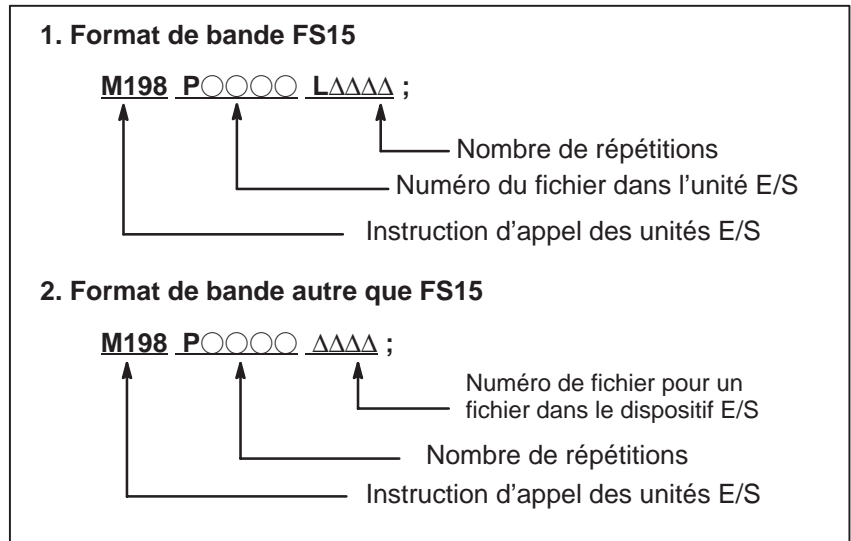 1. Format de bande FS15
M198 P○○○○ L∆∆∆∆ ;
Nombre de répétitions
Numéro du fichier dans l'unité E/S
Instruction d'appel des unités E/S
2. Format de bande autre que FS15
M198 P○○○○ ∆∆∆∆ ;
Numéro de fichier pour un
fichier dans le dispositif E/S
Nombre de répétitions
Instruction d'appel des unités E/S